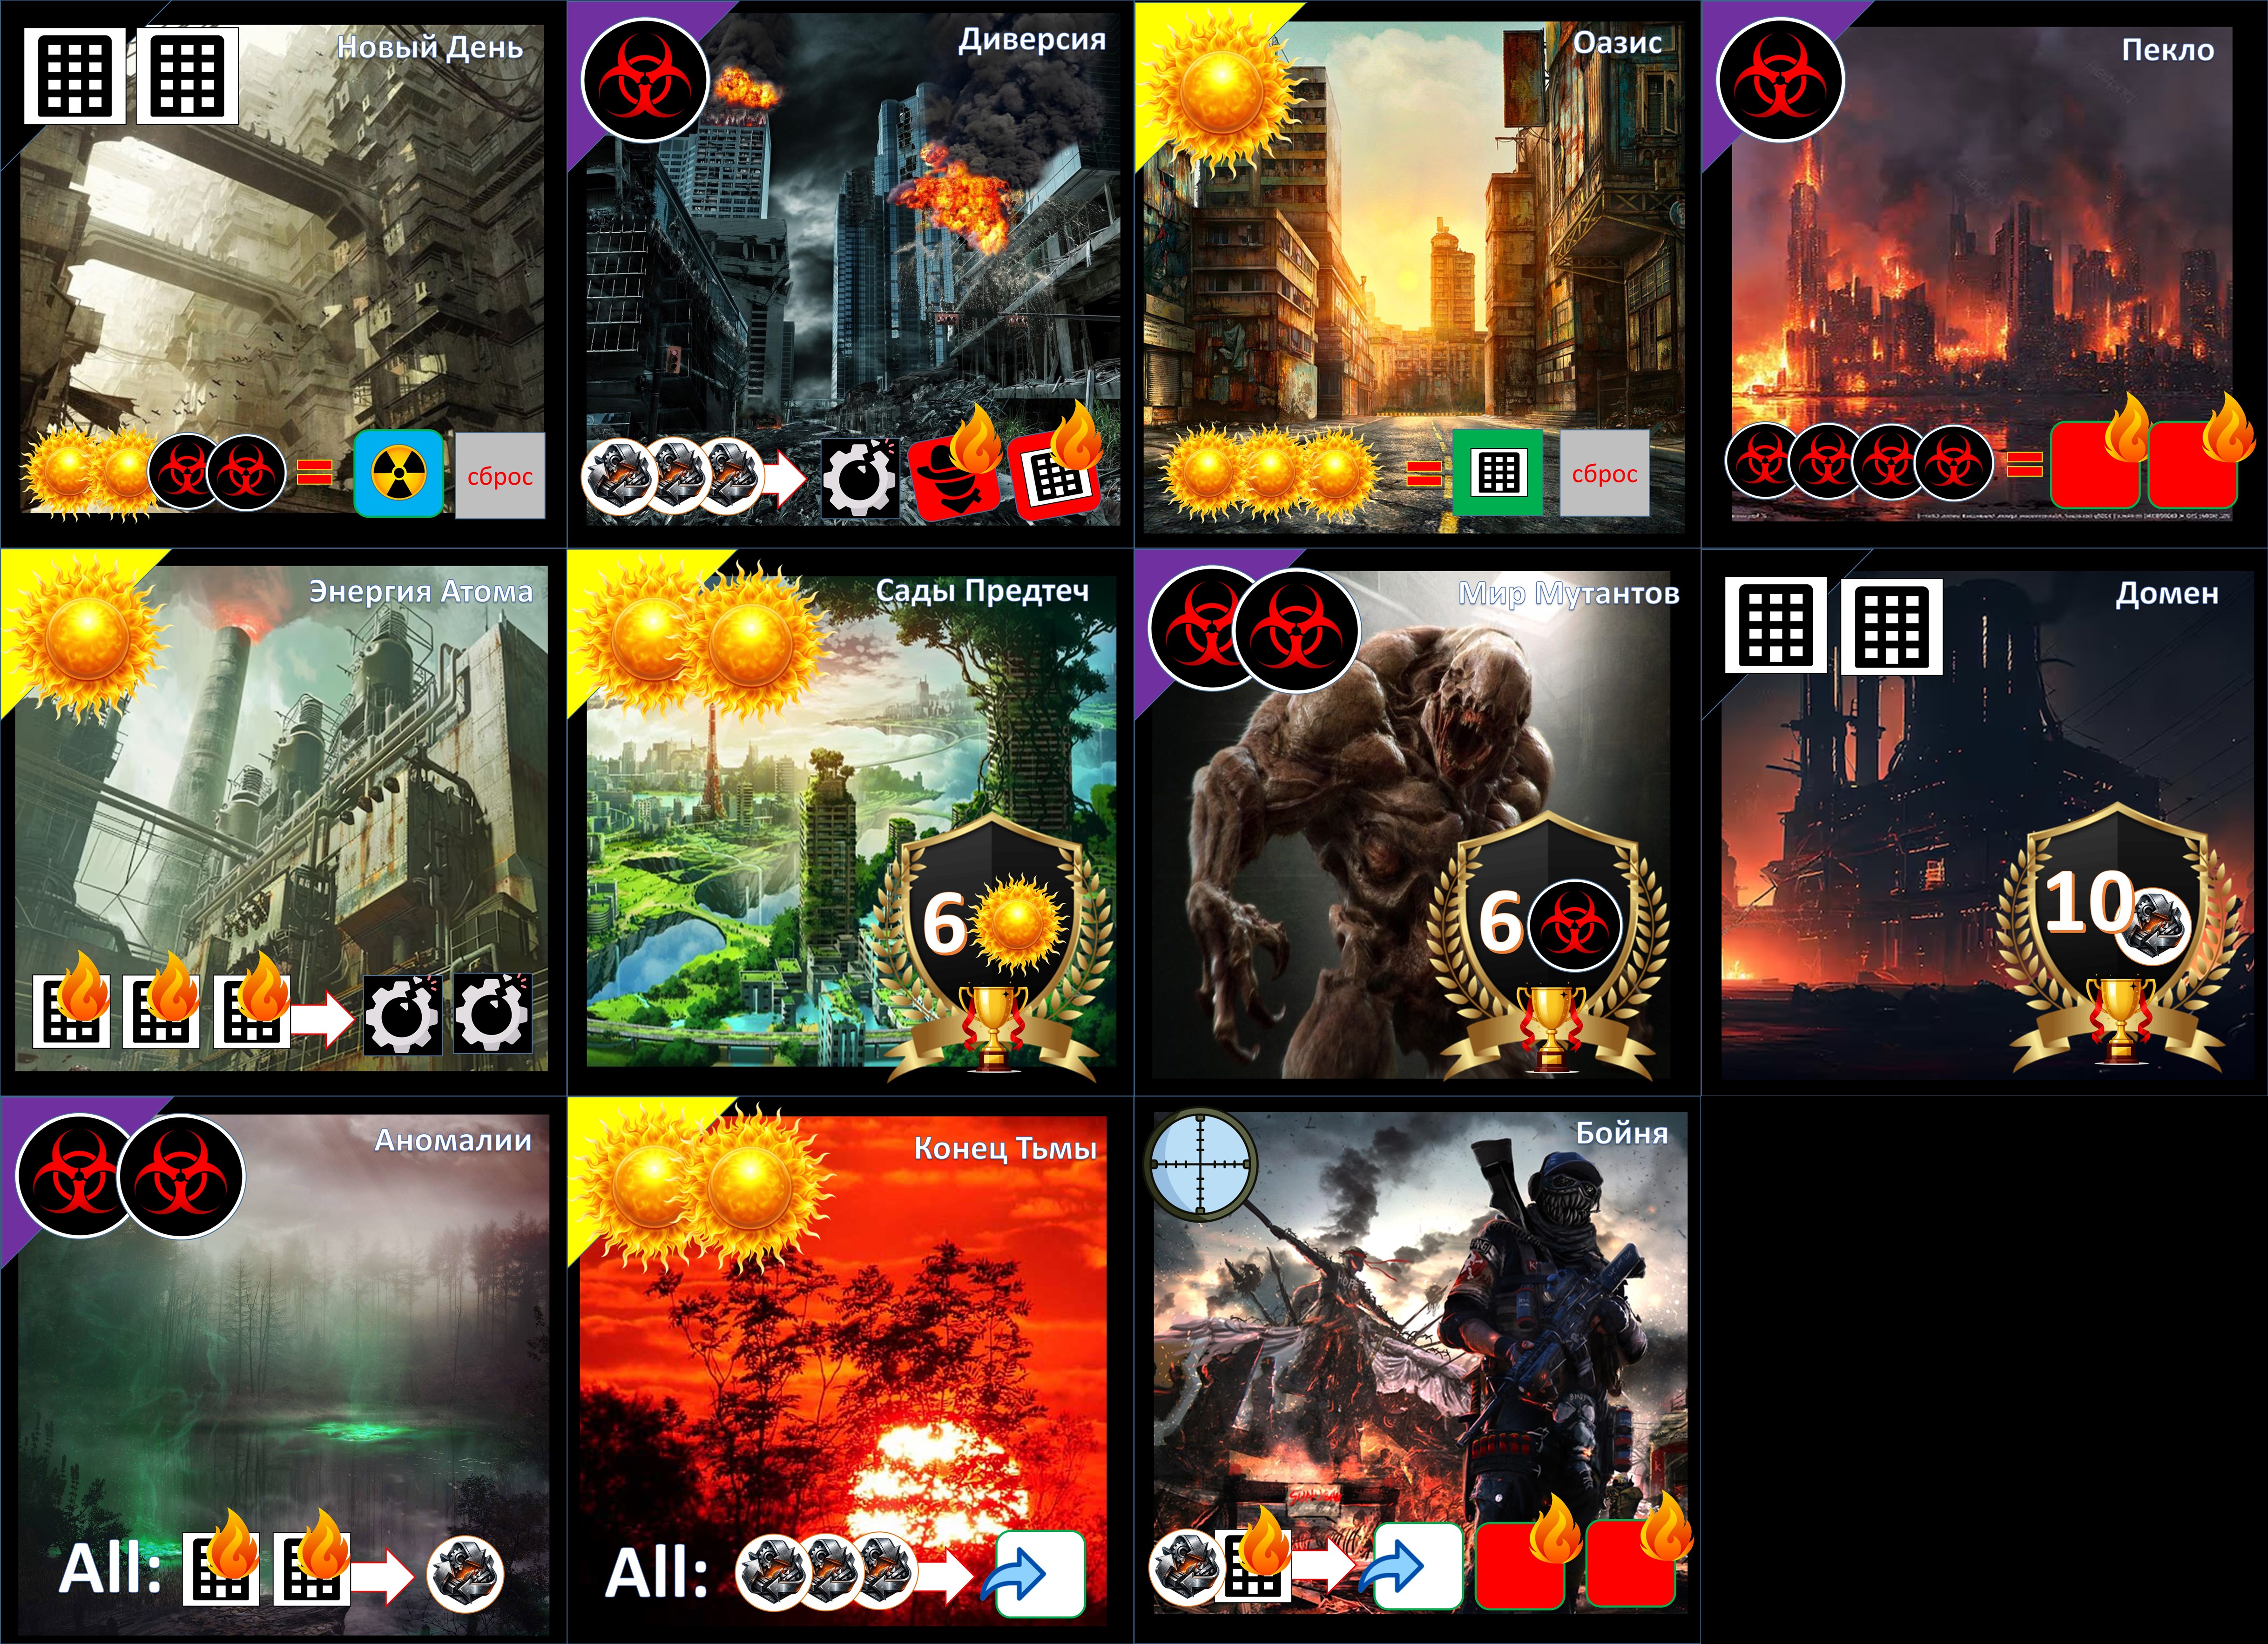 Новый День
сброс
Диверсия
Оазис
сброс
Пекло
Энергия Атома
Сады Предтеч
6
Мир Мутантов
6
Домен
10
Аномалии
All:
Конец Тьмы
All:
Бойня